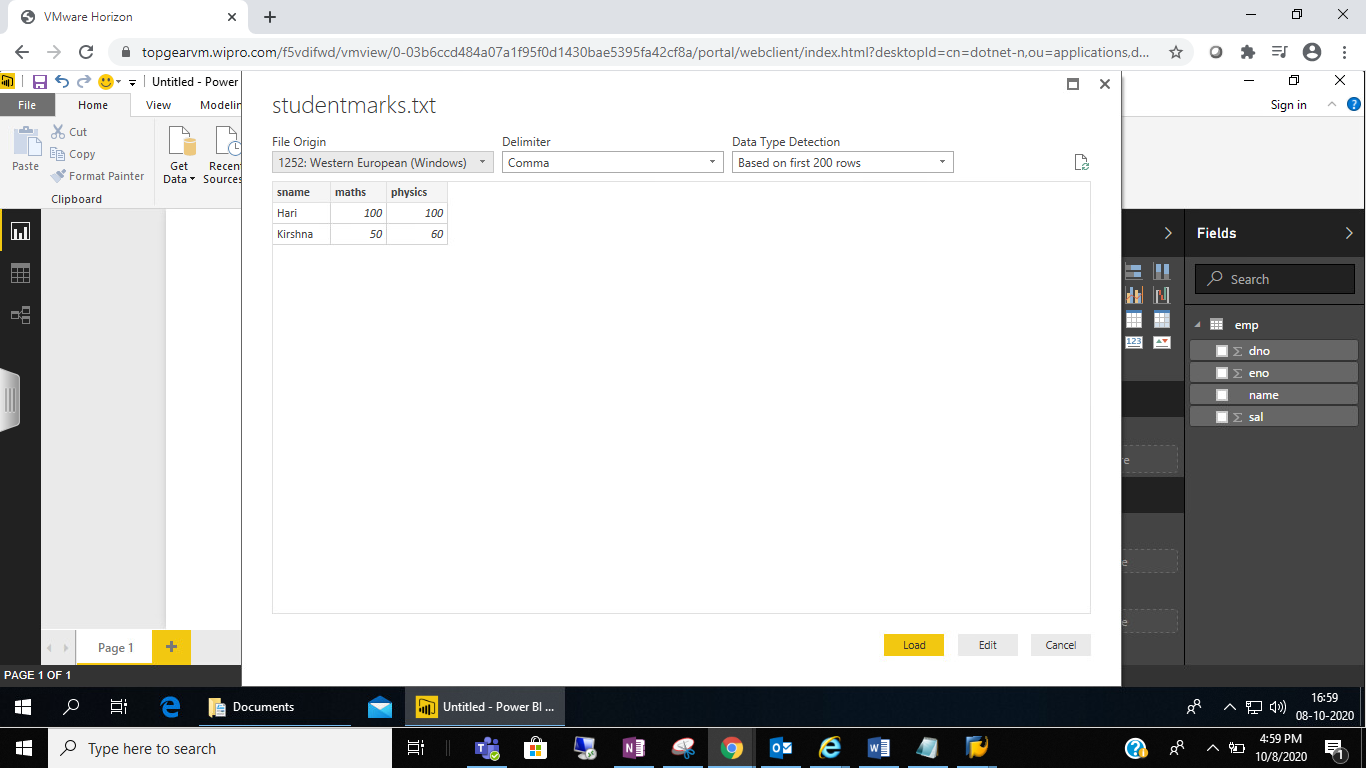 VMware Horizon
topgearvm.wipro.com/f5vdifwd/vmview/0-03b6ccd484a07a1f95f0d1430bae5395fa42cf8a/portal/webclient/index.html?desktopId=cn=dotnet-n,ou=applications,d...
Untitled - Power
File
Home
View
Modelin
Sign in
Paste
Cut
Copy
Format Painter
Clipboard
Get
Data
Recen
Sources
studentmarks.txt
File Origin
Delimiter
Data Type Detection
1252: Western European (Windows)
Comma
Based on first 200 rows
sname maths physics
Hari 100 100
Kirshna 50 60
Load
Edit
Cancel
Fields
Search
emp
dno
eno
name
sal
123
Page 1
PAGE 1 OF 1
Documents
Untitled - Power BI ...
16:59
08-10-2020
Type here to search
4:59 PM
10/8/2020